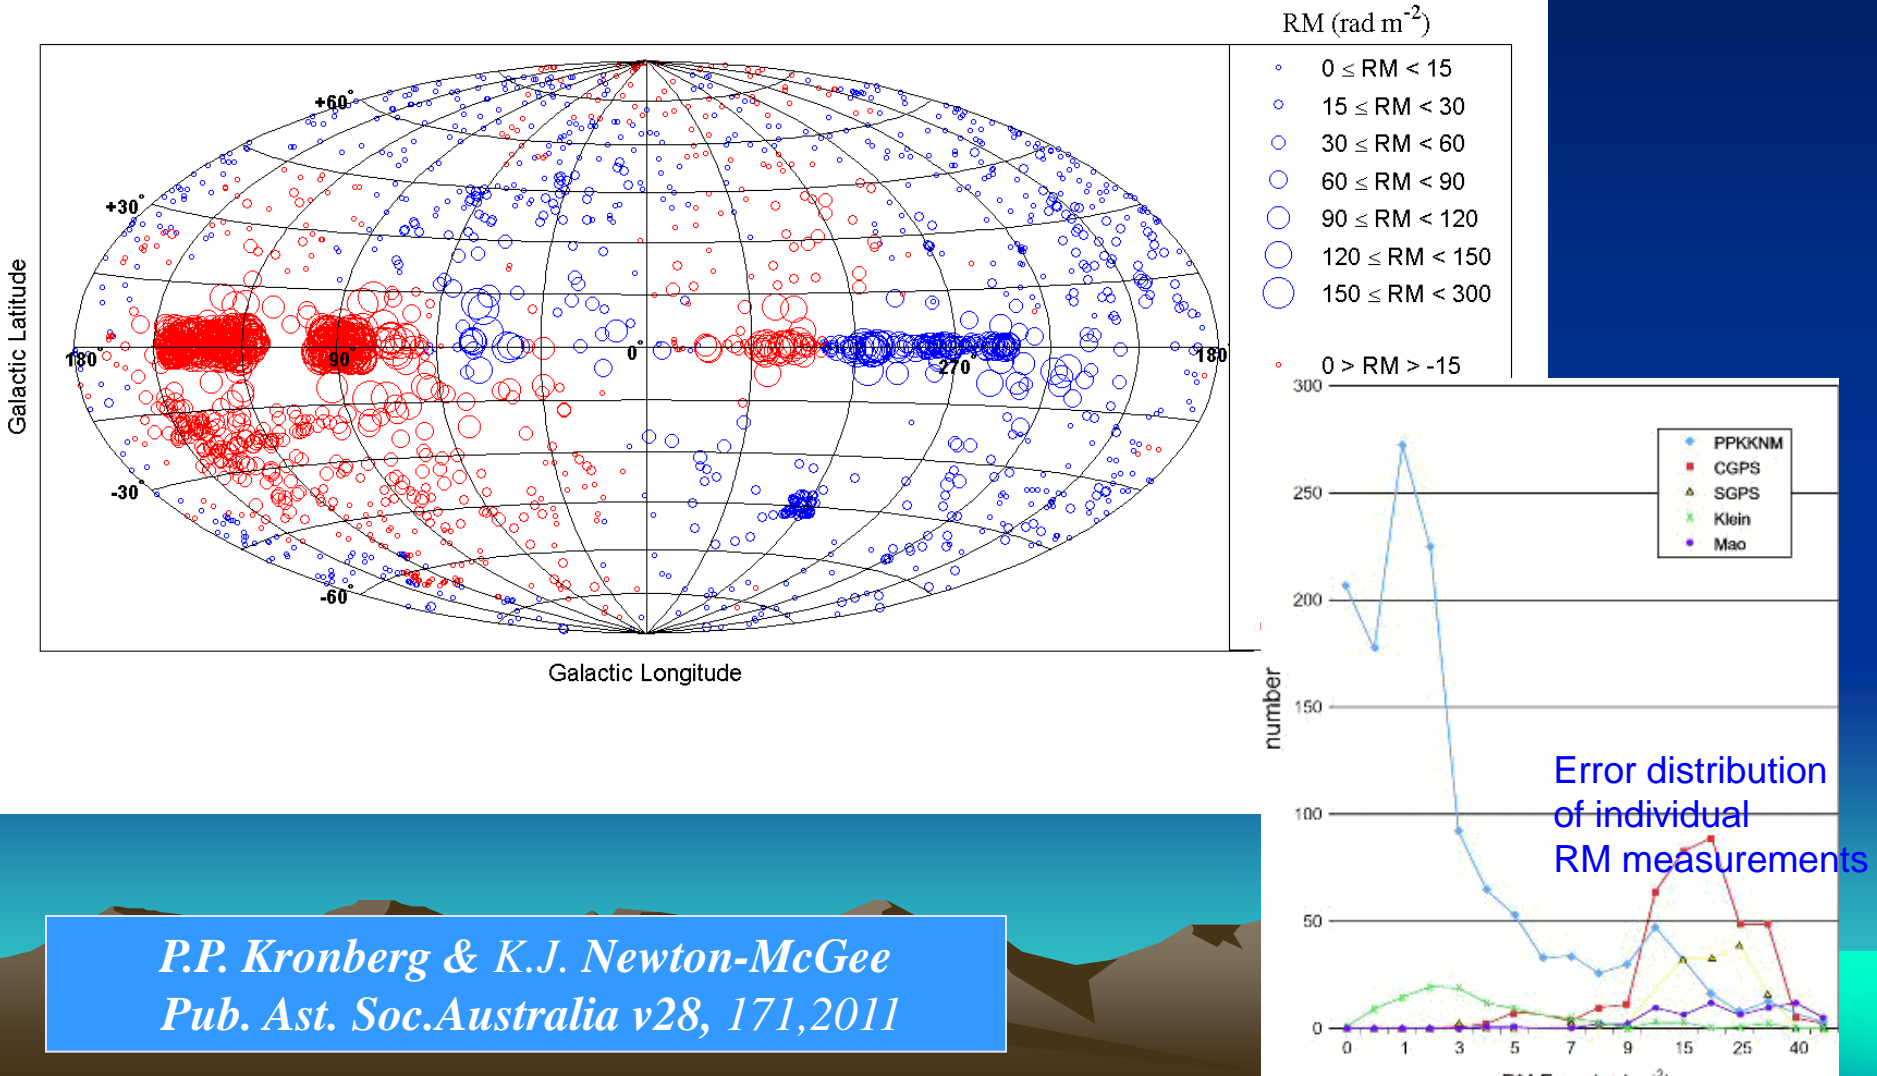 RM (rad m⁻²)
0 ≤ RM < 15
15 ≤ RM < 30
30 ≤ RM < 60
60 ≤ RM < 90
90 ≤ RM < 120
120 ≤ RM < 150
150 ≤ RM < 300
0 > RM > -15
+60°
+30°
180°
90°
0°
270°
180
-30°
-60°
Galactic Latitude
Galactic Longitude
300
250
200
150
100
50
0
number
PPKKNM
CGPS
SGPS
Klein
Mao
Error distribution
of individual
RM measurements
0 1 3 5 7 9 15 25 40
P.P. Kronberg & K.J. Newton-McGee
Pub. Ast. Soc.Australia v28, 171,2011